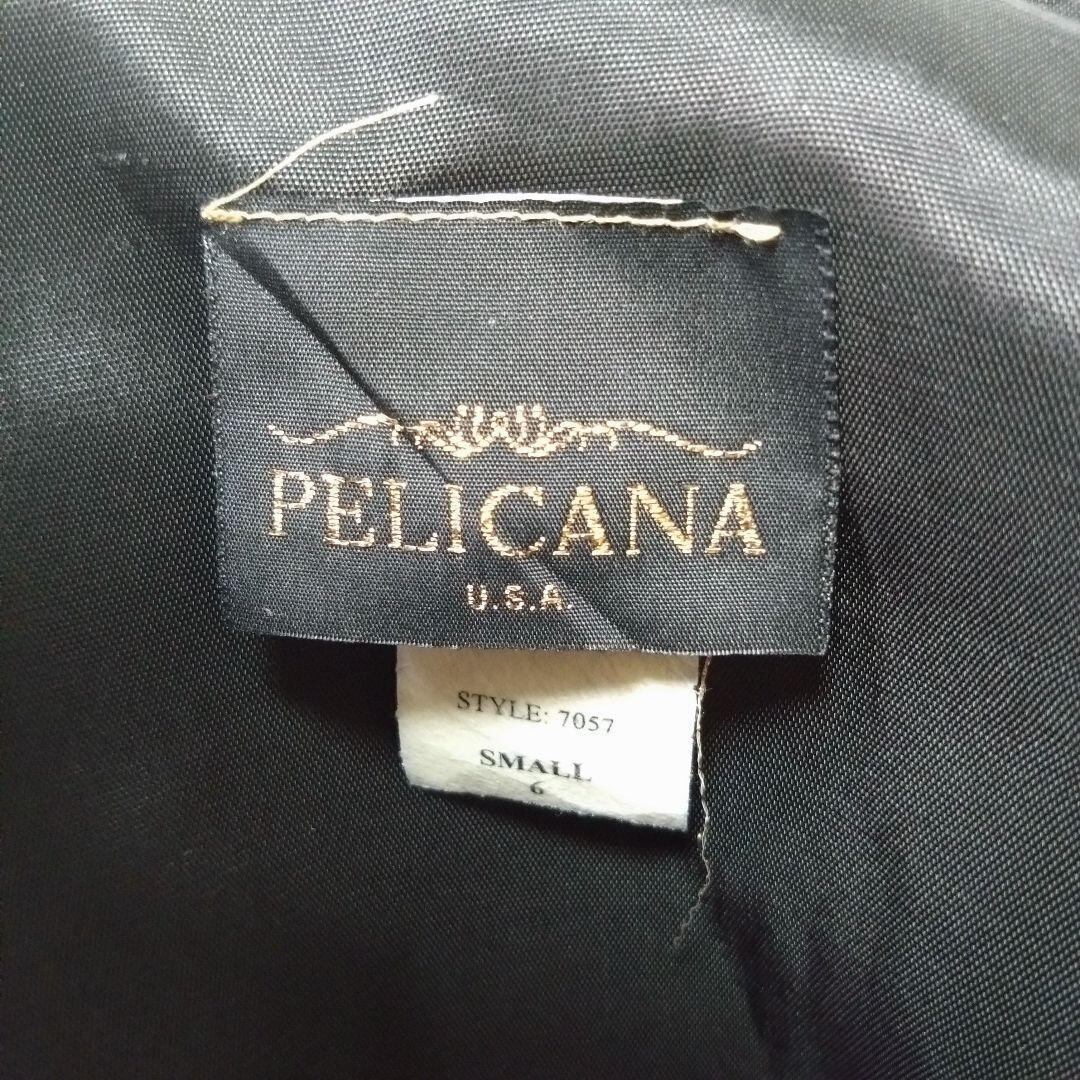 PELICANA
U.S.A.
STYLE: 7057
SMALL
6